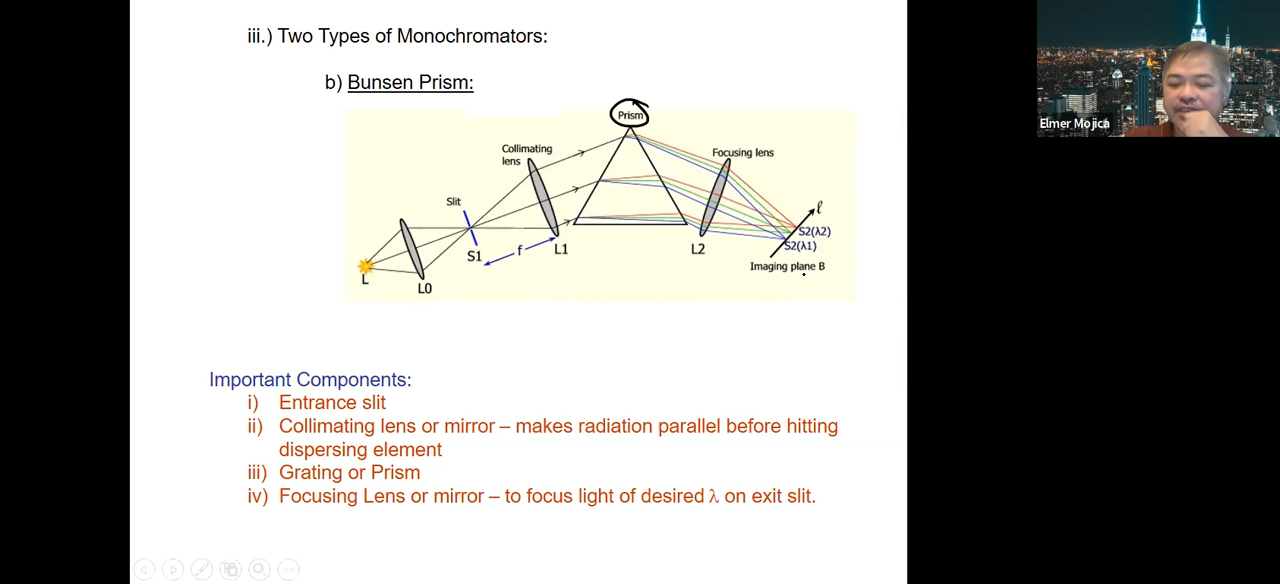 iii.) Two Types of Monochromators:
b) Bunsen Prism:
Prism
Collimating
lens
Focusing lens
Slit
ℓ
S2(λ2)
S2(λ1)
S1
f
L1
L2
Imaging plane B
L
L0
Important Components:
i) Entrance slit
ii) Collimating lens or mirror – makes radiation parallel before hitting
dispersing element
iii) Grating or Prism
iv) Focusing Lens or mirror – to focus light of desired λ on exit slit.
Elmer Mojica